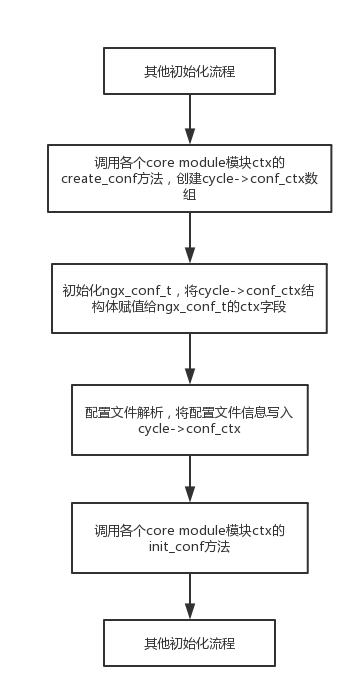 其他初始化流程
调用各个core module模块ctx的
create_conf方法，创建cycle->conf_ctx数
组
初始化ngx_conf_t，将cycle->conf_ctx结
构体赋值给ngx_conf_t的ctx字段
配置文件解析，将配置文件信息写入
cycle->conf_ctx
调用各个core module模块ctx的
init_conf方法
其他初始化流程